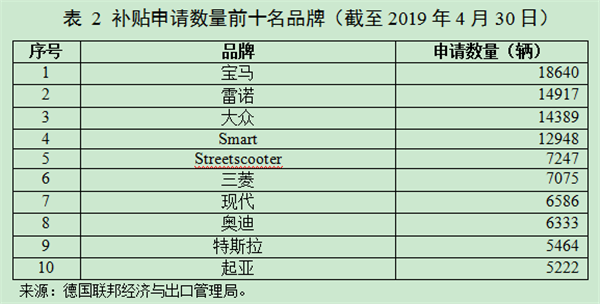 表 2 补贴申请数量前十名品牌（截至 2019 年 4 月 30 日）
序号 品牌 申请数量（辆）
1 宝马 18640
2 雷诺 14917
3 大众 14389
4 Smart 12948
5 Streetscooter 7247
6 三菱 7075
7 现代 6586
8 奥迪 6333
9 特斯拉 5464
10 起亚 5222
来源：德国联邦经济与出口管理局。